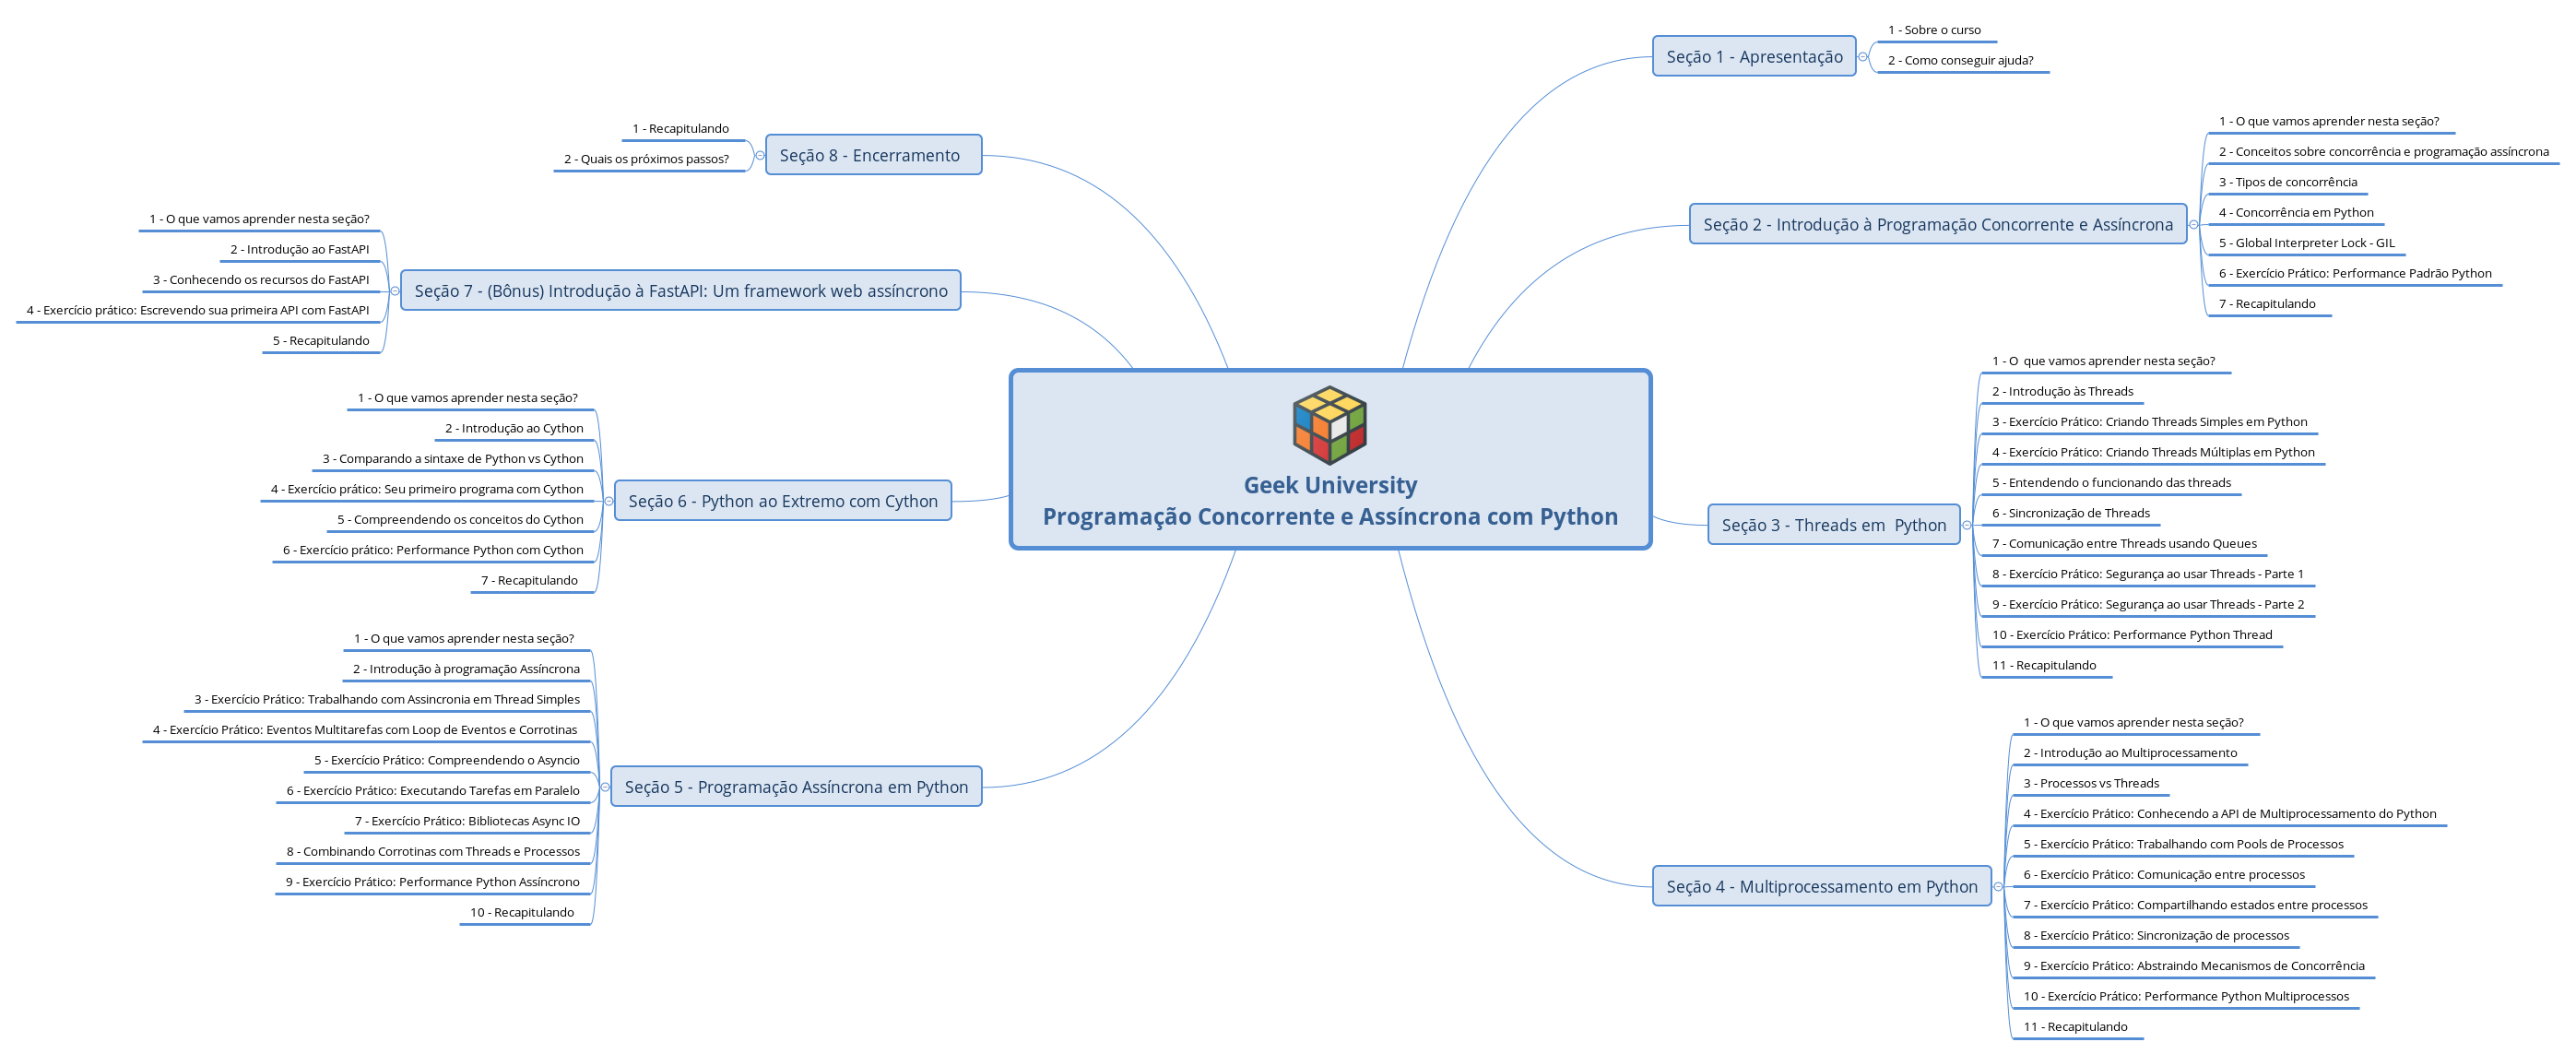 Geek University
Programação Concorrente e Assíncrona com Python
Seção 1 - Apresentação
1 - Sobre o curso
2 - Como conseguir ajuda?
Seção 2 - Introdução à Programação Concorrente e Assíncrona
1 - O que vamos aprender nesta seção?
2 - Conceitos sobre concorrência e programação assíncrona
3 - Tipos de concorrência
4 - Concorrência em Python
5 - Global Interpreter Lock - GIL
6 - Exercício Prático: Performance Padrão Python
7 - Recapitulando
Seção 3 - Threads em  Python
1 - O  que vamos aprender nesta seção?
2 - Introdução às Threads
3 - Exercício Prático: Criando Threads Simples em Python
4 - Exercício Prático: Criando Threads Múltiplas em Python
5 - Entendendo o funcionando das threads
6 - Sincronização de Threads
7 - Comunicação entre Threads usando Queues
8 - Exercício Prático: Segurança ao usar Threads - Parte 1
9 - Exercício Prático: Segurança ao usar Threads - Parte 2
10 - Exercício Prático: Performance Python Thread
11 - Recapitulando
Seção 4 - Multiprocessamento em Python
1 - O que vamos aprender nesta seção?
2 - Introdução ao Multiprocessamento
3 - Processos vs Threads
4 - Exercício Prático: Conhecendo a API de Multiprocessamento do Python
5 - Exercício Prático: Trabalhando com Pools de Processos
6 - Exercício Prático: Comunicação entre processos
7 - Exercício Prático: Compartilhando estados entre processos
8 - Exercício Prático: Sincronização de processos
9 - Exercício Prático: Abstraindo Mecanismos de Concorrência
10 - Exercício Prático: Performance Python Multiprocessos
11 - Recapitulando
Seção 5 - Programação Assíncrona em Python
1 - O que vamos aprender nesta seção?
2 - Introdução à programação Assíncrona
3 - Exercício Prático: Trabalhando com Assincronia em Thread Simples
4 - Exercício Prático: Eventos Multitarefas com Loop de Eventos e Corrotinas
5 - Exercício Prático: Compreendendo o Asyncio
6 - Exercício Prático: Executando Tarefas em Paralelo
7 - Exercício Prático: Bibliotecas Async IO
8 - Combinando Corrotinas com Threads e Processos
9 - Exercício Prático: Performance Python Assíncrono
10 - Recapitulando
Seção 6 - Python ao Extremo com Cython
1 - O que vamos aprender nesta seção?
2 - Introdução ao Cython
3 - Comparando a sintaxe de Python vs Cython
4 - Exercício prático: Seu primeiro programa com Cython
5 - Compreendendo os conceitos do Cython
6 - Exercício prático: Performance Python com Cython
7 - Recapitulando
Seção 7 - (Bônus) Introdução à FastAPI: Um framework web assíncrono
1 - O que vamos aprender nesta seção?
2 - Introdução ao FastAPI
3 - Conhecendo os recursos do FastAPI
4 - Exercício prático: Escrevendo sua primeira API com FastAPI
5 - Recapitulando
Seção 8 - Encerramento
1 - Recapitulando
2 - Quais os próximos passos?